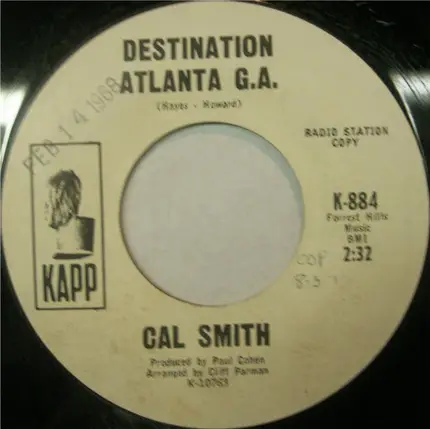 DESTINATION
ATLANTA G.A.
(Hayes - Howard)
FEB 14 1968
RADIO STATION
COPY
K-884
Forrest Hills
Music
BMI
2:32
KAPP
CAL SMITH
Produced by Paul Cohen
Arranged by Cliff Parman
K-10763